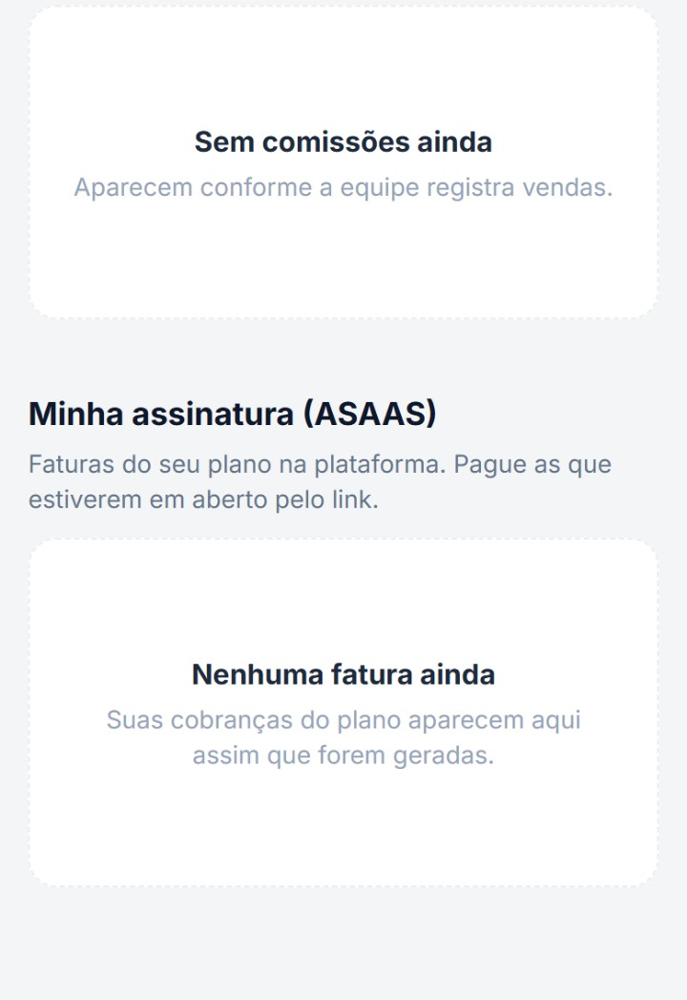 Sem comissões ainda
Aparecem conforme a equipe registra vendas.
Minha assinatura (ASAAS)
Faturas do seu plano na plataforma. Pague as que
estiverem em aberto pelo link.
Nenhuma fatura ainda
Suas cobranças do plano aparecem aqui
assim que forem geradas.